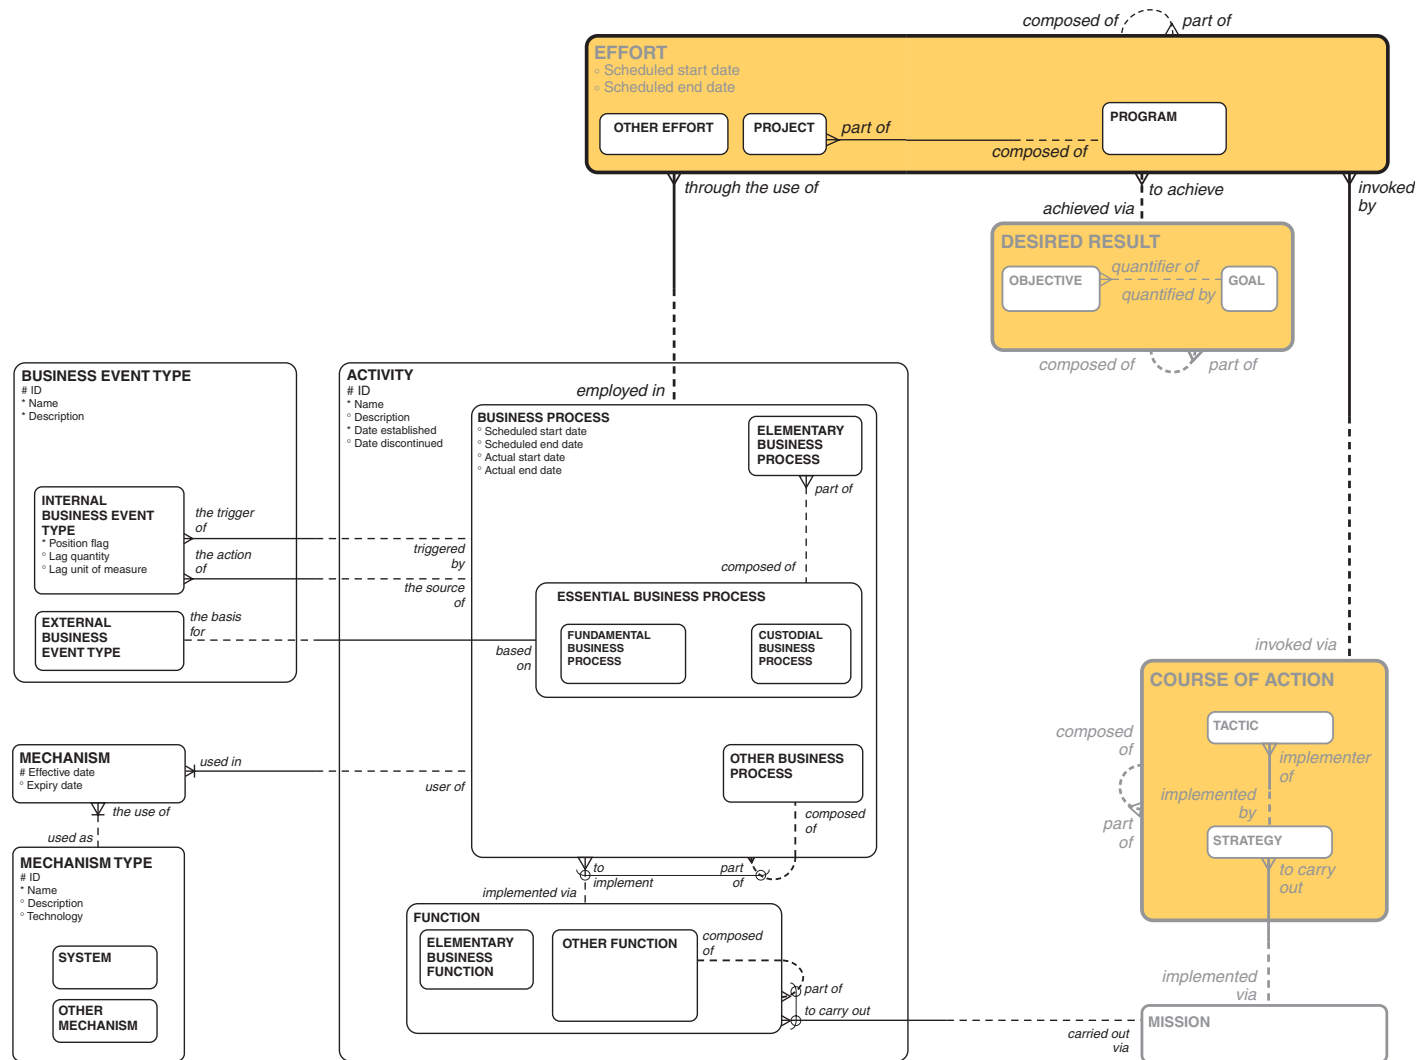 composed of
part of
EFFORT
° Scheduled start date
° Scheduled end date
OTHER EFFORT
PROJECT
part of
composed of
PROGRAM
through the use of
to achieve
invoked
by
achieved via
DESIRED RESULT
OBJECTIVE
quantifier of
quantified by
GOAL
composed of
part of
employed in
BUSINESS EVENT TYPE
# ID
* Name
* Description
INTERNAL
BUSINESS EVENT
TYPE
* Position flag
° Lag quantity
° Lag unit of measure
the trigger
of
the action
of
EXTERNAL
BUSINESS
EVENT TYPE
the basis
for
ACTIVITY
# ID
* Name
° Description
* Date established
° Date discontinued
triggered
by
the source
of
based
on
BUSINESS PROCESS
° Scheduled start date
° Scheduled end date
° Actual start date
° Actual end date
ELEMENTARY
BUSINESS
PROCESS
part of
composed of
ESSENTIAL BUSINESS PROCESS
FUNDAMENTAL
BUSINESS
PROCESS
CUSTODIAL
BUSINESS
PROCESS
MECHANISM
# Effective date
° Expiry date
used in
user of
the use of
used as
MECHANISM TYPE
# ID
* Name
° Description
° Technology
SYSTEM
OTHER
MECHANISM
OTHER BUSINESS
PROCESS
composed
of
to
implement
part
of
implemented via
FUNCTION
ELEMENTARY
BUSINESS
FUNCTION
OTHER FUNCTION
composed
of
part of
to carry out
carried out
via
invoked via
COURSE OF ACTION
TACTIC
composed
of
implementer
of
implemented
by
part
of
STRATEGY
to carry
out
implemented
via
MISSION